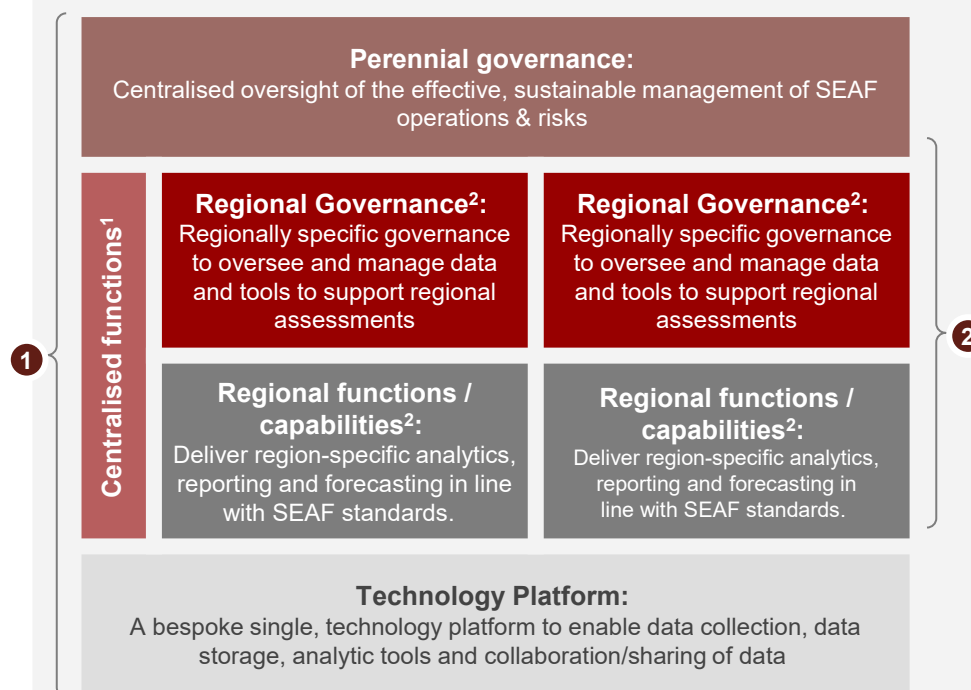 Perennial governance:
Centralised oversight of the effective, sustainable management of SEAF
operations & risks
Centralised functions¹
Regional Governance²:
Regionally specific governance
to oversee and manage data
and tools to support regional
assessments
Regional Governance²:
Regionally specific governance
to oversee and manage data
and tools to support regional
assessments
1
2
Regional functions /
capabilities²:
Deliver region-specific analytics,
reporting and forecasting in line
with SEAF standards.
Regional functions /
capabilities²:
Deliver region-specific analytics,
reporting and forecasting in
line with SEAF standards.
Technology Platform:
A bespoke single, technology platform to enable data collection, data
storage, analytic tools and collaboration/sharing of data